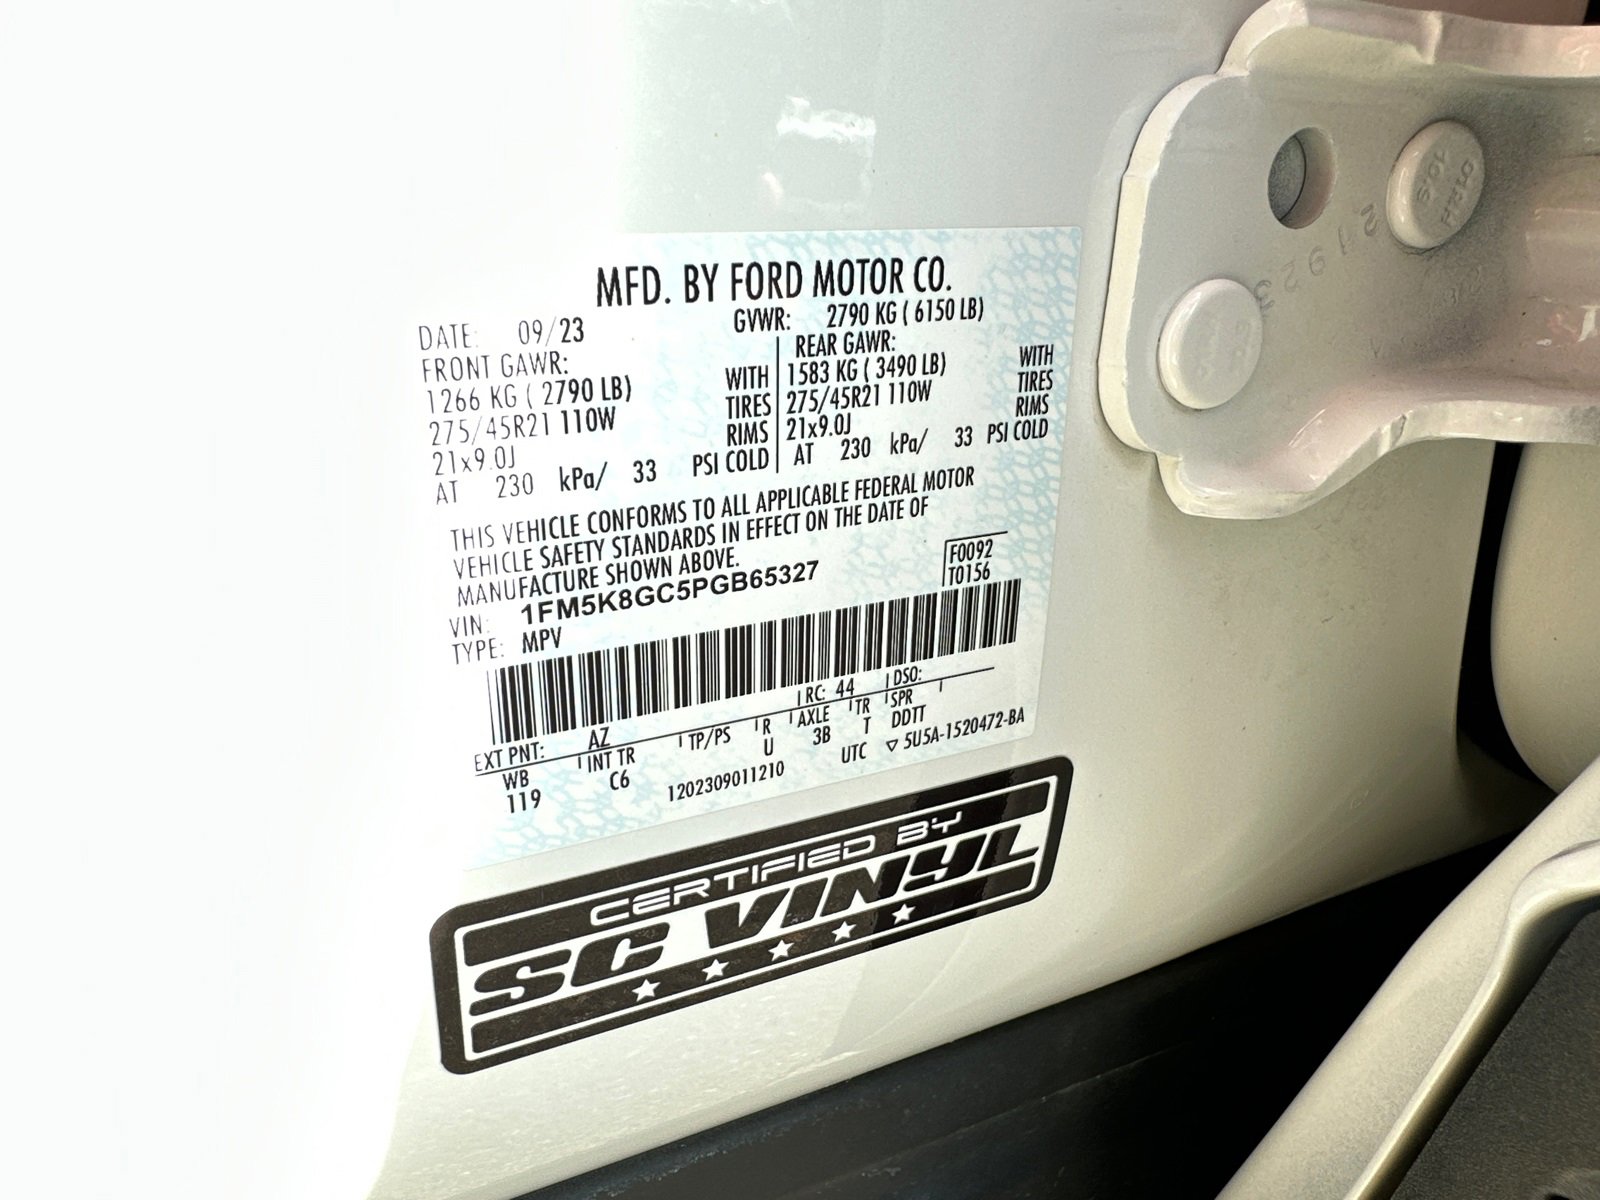 MFD. BY FORD MOTOR CO.
DATE: 09/23
GVWR: 2790 KG ( 6150 LB)
FRONT GAWR:
1266 KG ( 2790 LB) WITH
275/45R21 110W TIRES
21x9.0J RIMS
AT 230 kPa/ 33 PSI COLD
REAR GAWR:
1583 KG ( 3490 LB) WITH
275/45R21 110W TIRES
21x9.0J RIMS
AT 230 kPa/ 33 PSI COLD
THIS VEHICLE CONFORMS TO ALL APPLICABLE FEDERAL MOTOR
VEHICLE SAFETY STANDARDS IN EFFECT ON THE DATE OF
MANUFACTURE SHOWN ABOVE.
VIN: 1FM5K8GC5PGB65327
F0092
T0156
TYPE: MPV
EXT PNT: AZ RC: 44 DSO:
WB INT TR TP/PS R AXLE TR SPR
119 C6 U 3B T DDTT
1202309011210 UTC ▽ 5U5A-1520472-BA
CERTIFIED BY
SC VINYL
21923
10.9